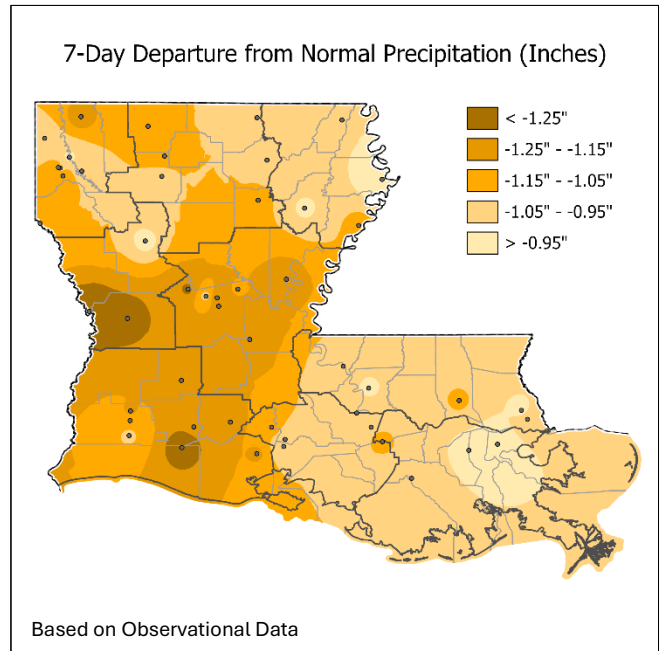 7-Day Departure from Normal Precipitation (Inches)
< -1.25"
-1.25" - -1.15"
-1.15" - -1.05"
-1.05" - -0.95"
> -0.95"
Based on Observational Data